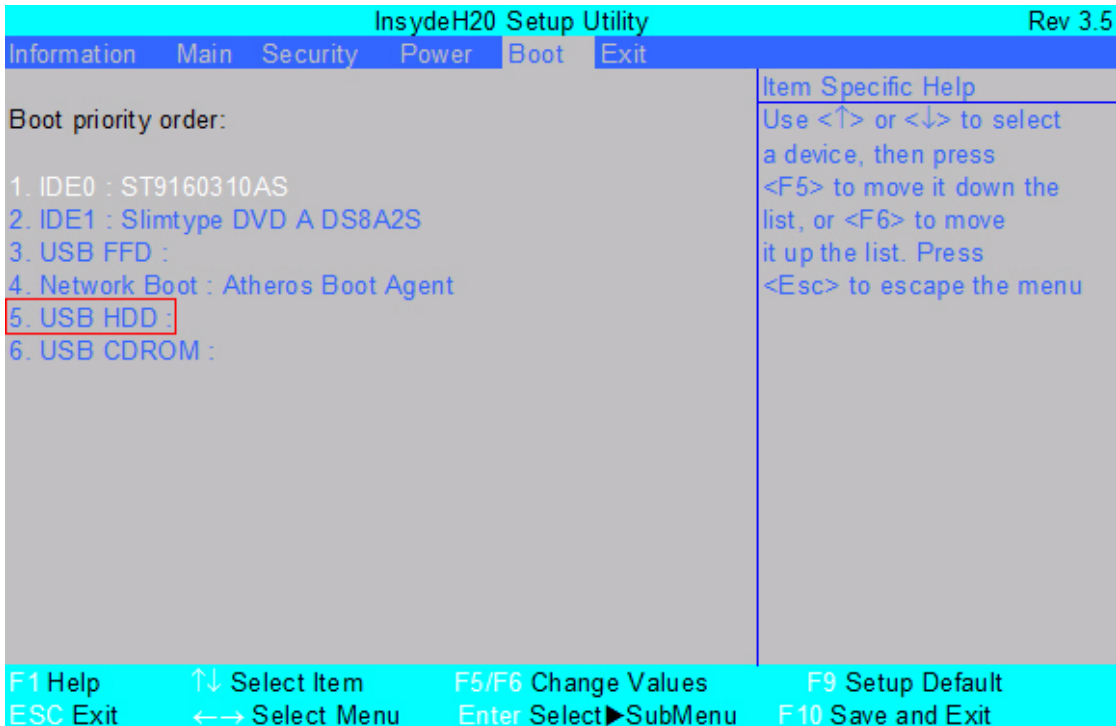 InsydeH20 Setup Utility Rev 3.5
Information Main Security Power Boot Exit
Boot priority order:
1. IDE0 : ST9160310AS
2. IDE1 : Slimtype DVD A DS8A2S
3. USB FFD :
4. Network Boot : Atheros Boot Agent
5. USB HDD :
6. USB CDROM :
Item Specific Help
Use <↑> or <↓> to select
a device, then press
<F5> to move it down the
list, or <F6> to move
it up the list. Press
<Esc> to escape the menu
F1 Help ↑↓ Select Item F5/F6 Change Values F9 Setup Default
ESC Exit ←→ Select Menu Enter Select▶SubMenu F10 Save and Exit